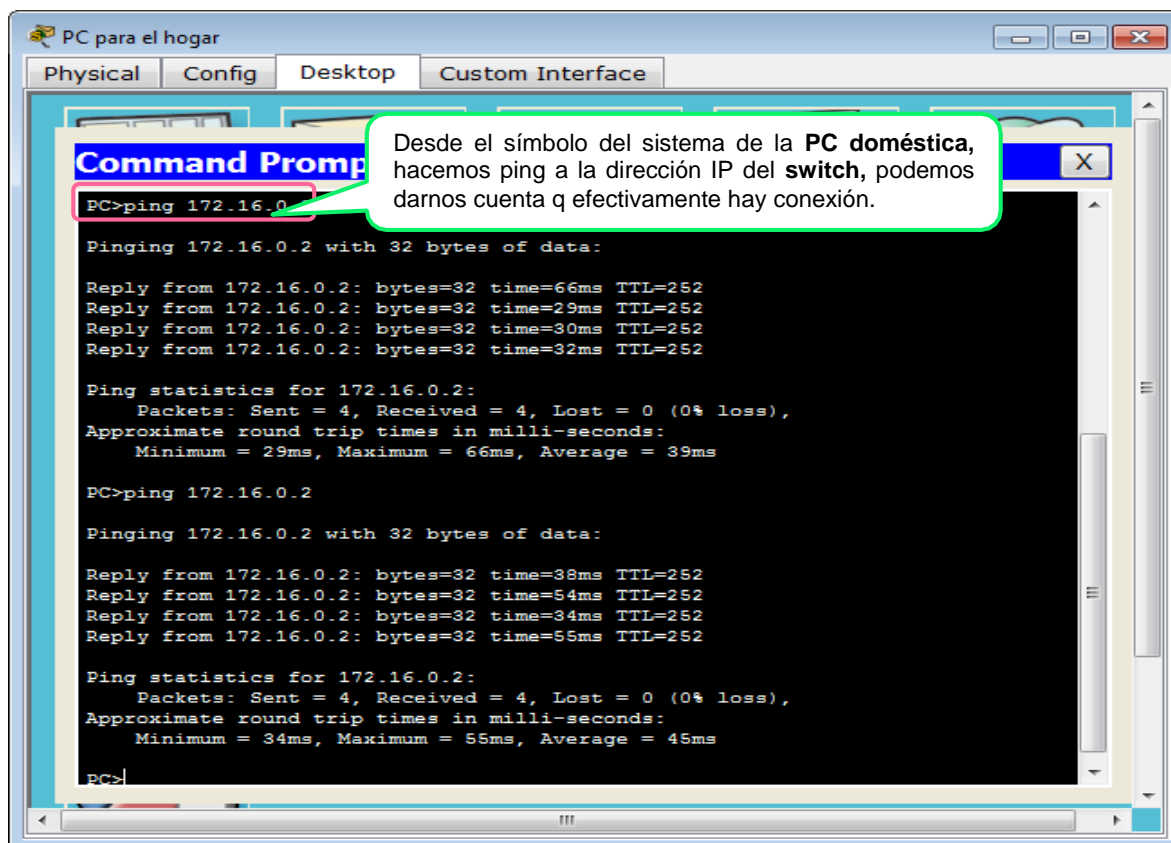 PC para el hogar
Physical Config Desktop Custom Interface
Desde el símbolo del sistema de la PC doméstica,
hacemos ping a la dirección IP del switch, podemos
darnos cuenta q efectivamente hay conexión.
Command Promp
X
PC>ping 172.16.0
Pinging 172.16.0.2 with 32 bytes of data:
Reply from 172.16.0.2: bytes=32 time=66ms TTL=252
Reply from 172.16.0.2: bytes=32 time=29ms TTL=252
Reply from 172.16.0.2: bytes=32 time=30ms TTL=252
Reply from 172.16.0.2: bytes=32 time=32ms TTL=252
Ping statistics for 172.16.0.2:
Packets: Sent = 4, Received = 4, Lost = 0 (0% loss),
Approximate round trip times in milli-seconds:
Minimum = 29ms, Maximum = 66ms, Average = 39ms
PC>ping 172.16.0.2
Pinging 172.16.0.2 with 32 bytes of data:
Reply from 172.16.0.2: bytes=32 time=38ms TTL=252
Reply from 172.16.0.2: bytes=32 time=54ms TTL=252
Reply from 172.16.0.2: bytes=32 time=34ms TTL=252
Reply from 172.16.0.2: bytes=32 time=55ms TTL=252
Ping statistics for 172.16.0.2:
Packets: Sent = 4, Received = 4, Lost = 0 (0% loss),
Approximate round trip times in milli-seconds:
Minimum = 34ms, Maximum = 55ms, Average = 45ms
PC>